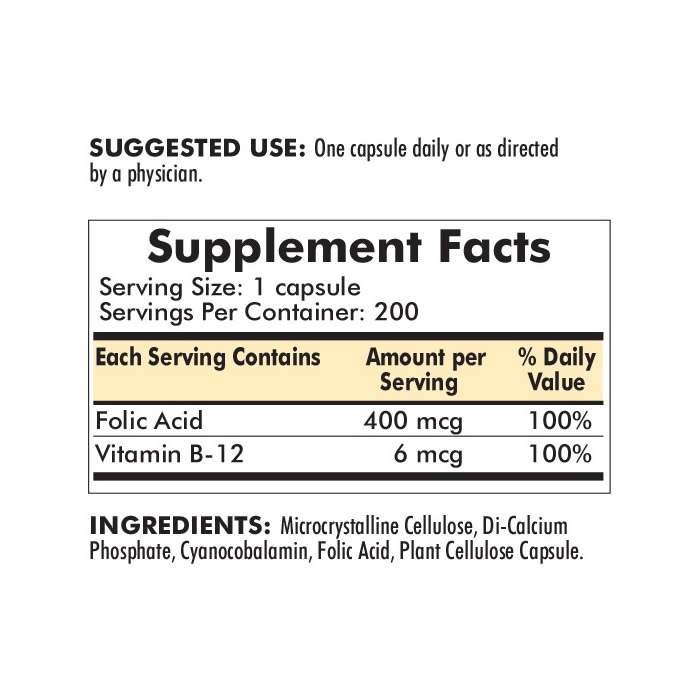 SUGGESTED USE: One capsule daily or as directed
by a physician.
Supplement Facts
Serving Size: 1 capsule
Servings Per Container: 200
Each Serving Contains Amount per % Daily
Serving Value
Folic Acid 400 mcg 100%
Vitamin B-12 6 mcg 100%
INGREDIENTS: Microcrystalline Cellulose, Di-Calcium
Phosphate, Cyanocobalamin, Folic Acid, Plant Cellulose Capsule.